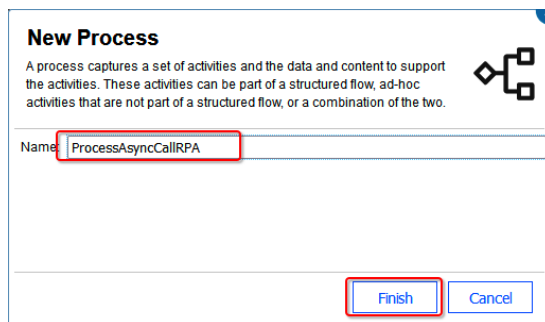 New Process
A process captures a set of activities and the data and content to support
the activities. These activities can be part of a structured flow, ad-hoc
activities that are not part of a structured flow, or a combination of the two.
Name: ProcessAsyncCallRPA
Finish Cancel